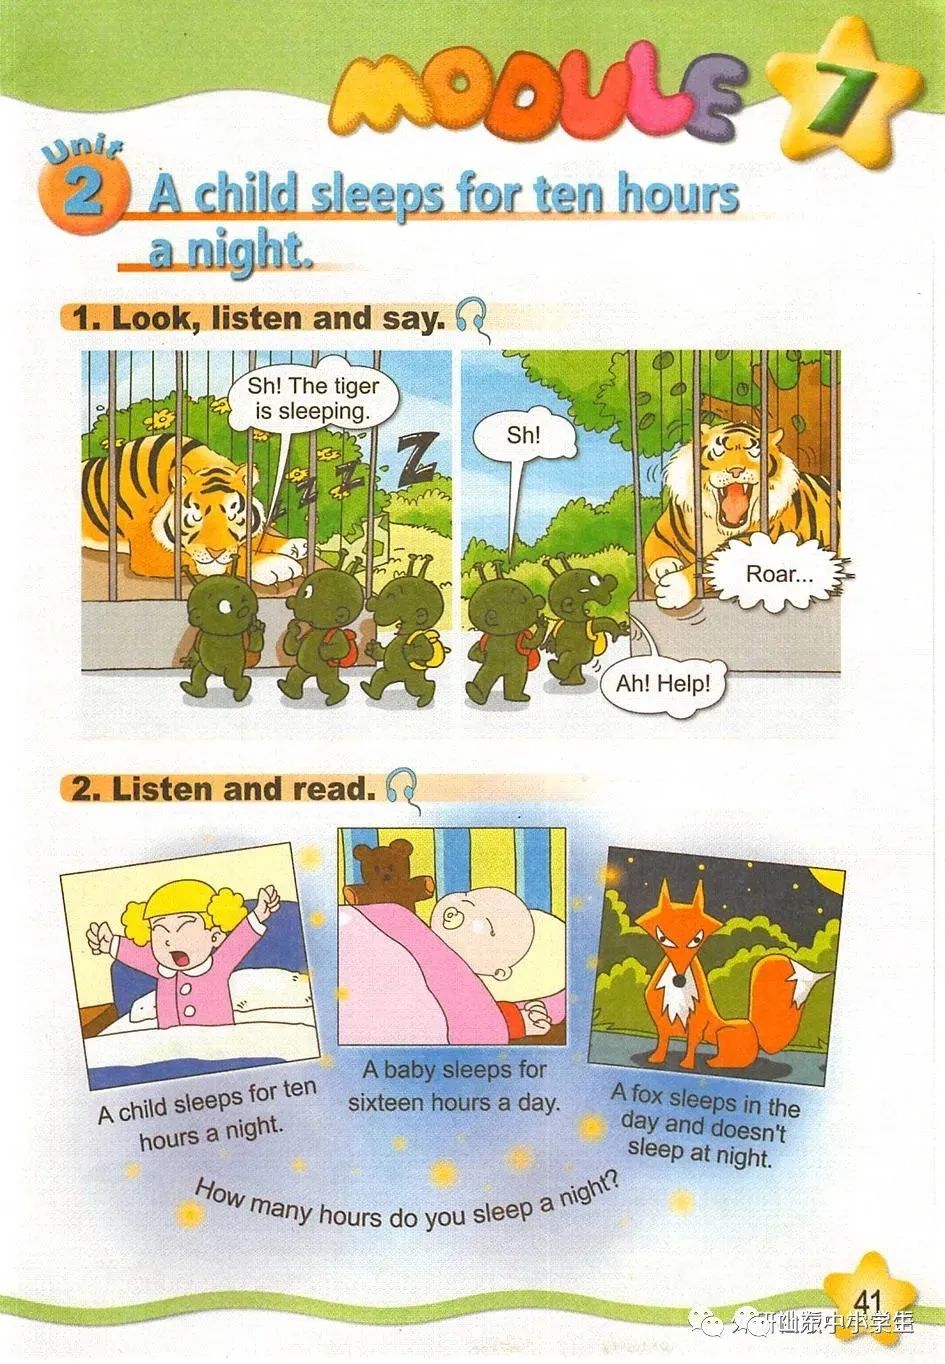 MODULE 7
Unit
2
A child sleeps for ten hours
a night.
1. Look, listen and say.
Sh! The tiger
is sleeping.
Z Z Z
Sh!
Roar...
Ah! Help!
2. Listen and read.
A child sleeps for ten
hours a night.
A baby sleeps for
sixteen hours a day.
A fox sleeps in the
day and doesn't
sleep at night.
How many hours do you sleep a night?
41